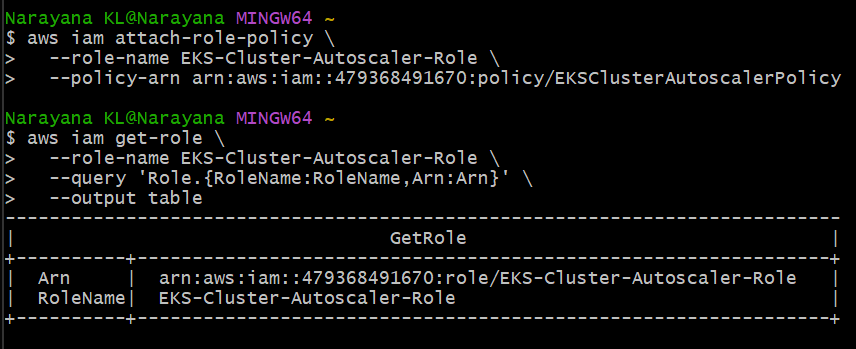 Narayana KL@Narayana MINGW64 ~
$ aws iam attach-role-policy \
>   --role-name EKS-Cluster-Autoscaler-Role \
>   --policy-arn arn:aws:iam::479368491670:policy/EKSClusterAutoscalerPolicy
Narayana KL@Narayana MINGW64 ~
$ aws iam get-role \
>   --role-name EKS-Cluster-Autoscaler-Role \
>   --query 'Role.{RoleName:RoleName,Arn:Arn}' \
>   --output table
-----------------------------------------------------------------------
|                               GetRole                               |
+----------+----------------------------------------------------------+
|  Arn     |  arn:aws:iam::479368491670:role/EKS-Cluster-Autoscaler-Role   |
|  RoleName|  EKS-Cluster-Autoscaler-Role                                  |
+----------+----------------------------------------------------------+